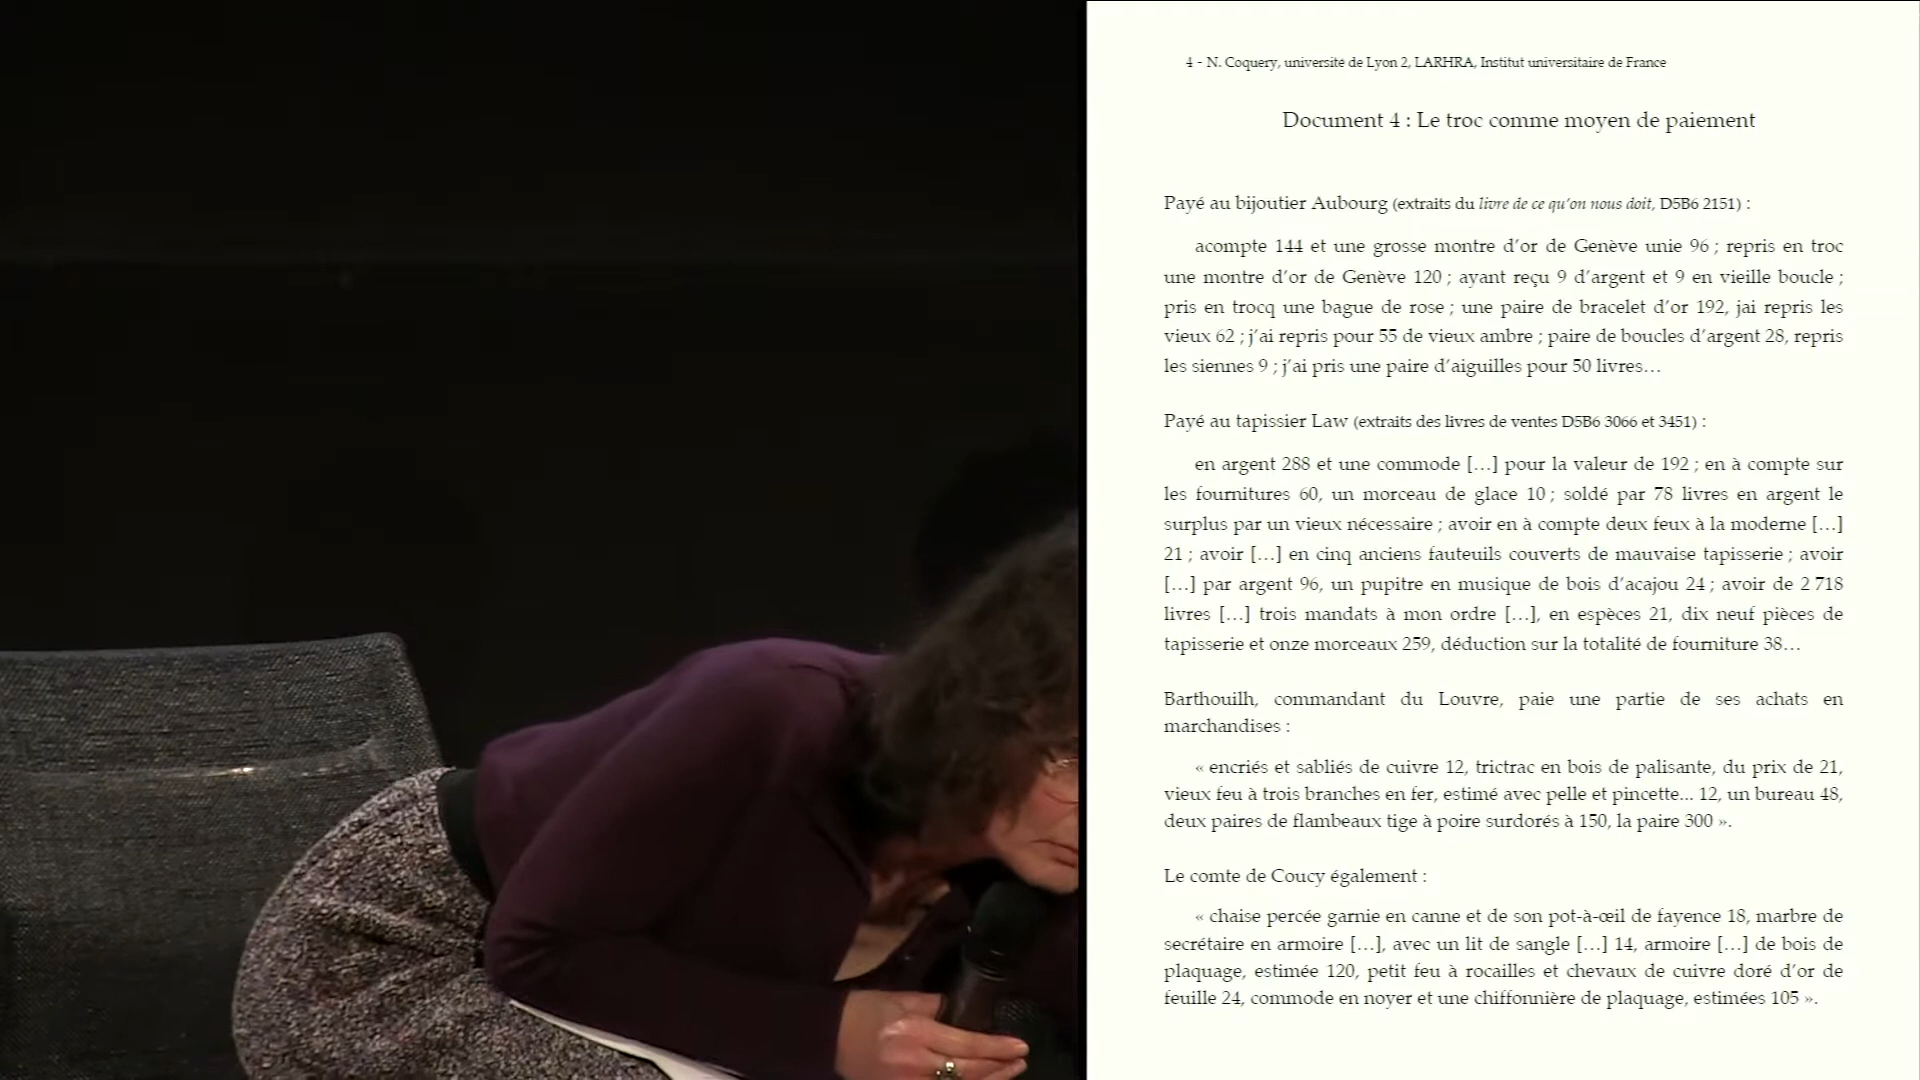 4 - N. Coquery, université de Lyon 2, LARHRA, Institut universitaire de France
Document 4 : Le troc comme moyen de paiement
Payé au bijoutier Aubourg (extraits du livre de ce qu’on nous doit, D5B6 2151) :
acompte 144 et une grosse montre d’or de Genève unie 96 ; repris en troc
une montre d’or de Genève 120 ; ayant reçu 9 d’argent et 9 en vieille boucle ;
pris en trocq une bague de rose ; une paire de bracelet d’or 192, jai repris les
vieux 62 ; j’ai repris pour 55 de vieux ambre ; paire de boucles d’argent 28, repris
les siennes 9 ; j’ai pris une paire d’aiguilles pour 50 livres…
Payé au tapissier Law (extraits des livres de ventes D5B6 3066 et 3451) :
en argent 288 et une commode […] pour la valeur de 192 ; en à compte sur
les fournitures 60, un morceau de glace 10 ; soldé par 78 livres en argent le
surplus par un vieux nécessaire ; avoir en à compte deux feux à la moderne […]
21 ; avoir […] en cinq anciens fauteuils couverts de mauvaise tapisserie ; avoir
[…] par argent 96, un pupitre en musique de bois d’acajou 24 ; avoir de 2 718
livres […] trois mandats à mon ordre […], en espèces 21, dix neuf pièces de
tapisserie et onze morceaux 259, déduction sur la totalité de fourniture 38…
Barthouilh, commandant du Louvre, paie une partie de ses achats en
marchandises :
« encriés et sabliés de cuivre 12, trictrac en bois de palisante, du prix de 21,
vieux feu à trois branches en fer, estimé avec pelle et pincette... 12, un bureau 48,
deux paires de flambeaux tige à poire surdorés à 150, la paire 300 ».
Le comte de Coucy également :
« chaise percée garnie en canne et de son pot-à-œil de fayence 18, marbre de
secrétaire en armoire […], avec un lit de sangle […] 14, armoire […] de bois de
plaquage, estimée 120, petit feu à rocailles et chevaux de cuivre doré d’or de
feuille 24, commode en noyer et une chiffonnière de plaquage, estimées 105 ».